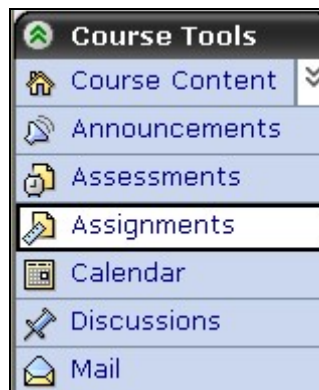 Course Tools
Course Content
Announcements
Assessments
Assignments
Calendar
Discussions
Mail